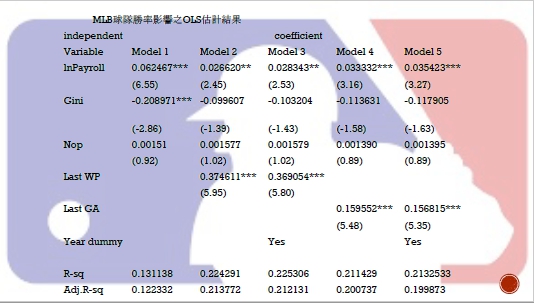 MLB球隊勝率影響之OLS估計結果
independent coefficient
Variable Model 1 Model 2 Model 3 Model 4 Model 5
lnPayroll 0.062467*** 0.026620** 0.028343** 0.033332*** 0.035423***
(6.55) (2.45) (2.53) (3.16) (3.27)
Gini -0.208971*** -0.099607 -0.103204 -0.113631 -0.117905
(-2.86) (-1.39) (-1.43) (-1.58) (-1.63)
Nop 0.00151 0.001577 0.001579 0.001390 0.001395
(0.92) (1.02) (1.02) (0.89) (0.89)
Last WP 0.374611*** 0.369054***
(5.95) (5.80)
Last GA 0.159552*** 0.156815***
(5.48) (5.35)
Year dummy Yes Yes
R-sq 0.131138 0.224291 0.225306 0.211429 0.2132533
Adj.R-sq 0.122332 0.213772 0.212131 0.200737 0.199873